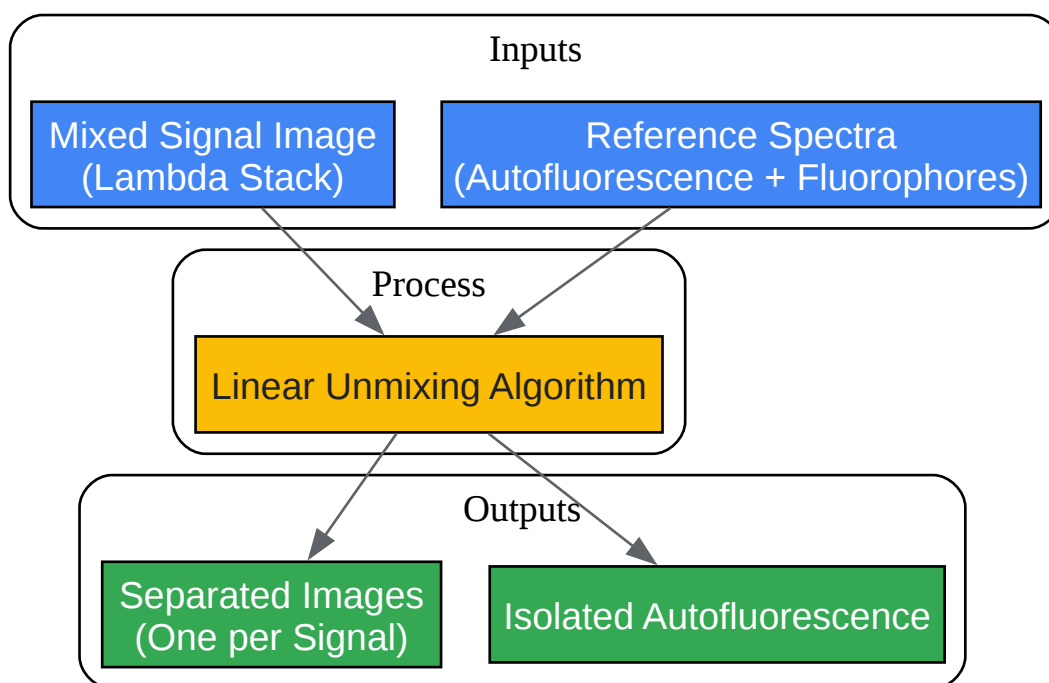 Inputs
Mixed Signal Image
(Lambda Stack)
Reference Spectra
(Autofluorescence + Fluorophores)
Process
Linear Unmixing Algorithm
Outputs
Separated Images
(One per Signal)
Isolated Autofluorescence